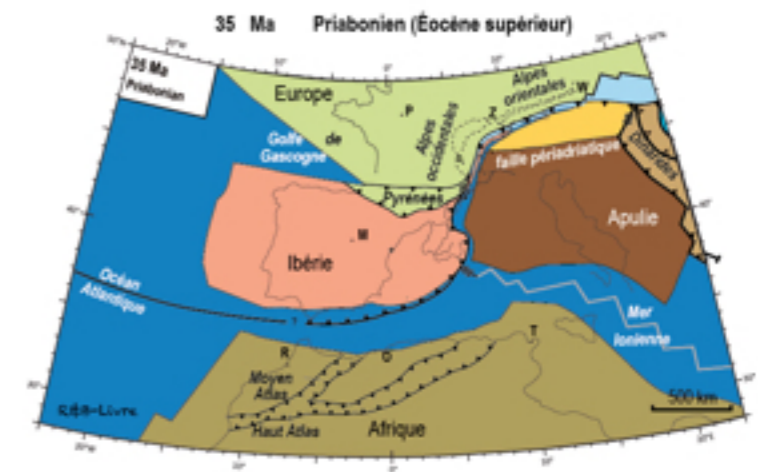 35 Ma Priabonien (Éocène supérieur)
35 Ma
Priabonian
Europe
P
Alpes
occidentales
Alpes
orientales
Z
W
Golfe de
Gascogne
faille périadriatique
Dinarides
Pyrénées
Apulie
M
Ibérie
Océan
Atlantique
?
Mer
Ionienne
R
O
T
Moyen
Atlas
Haut Atlas
Afrique
500 km